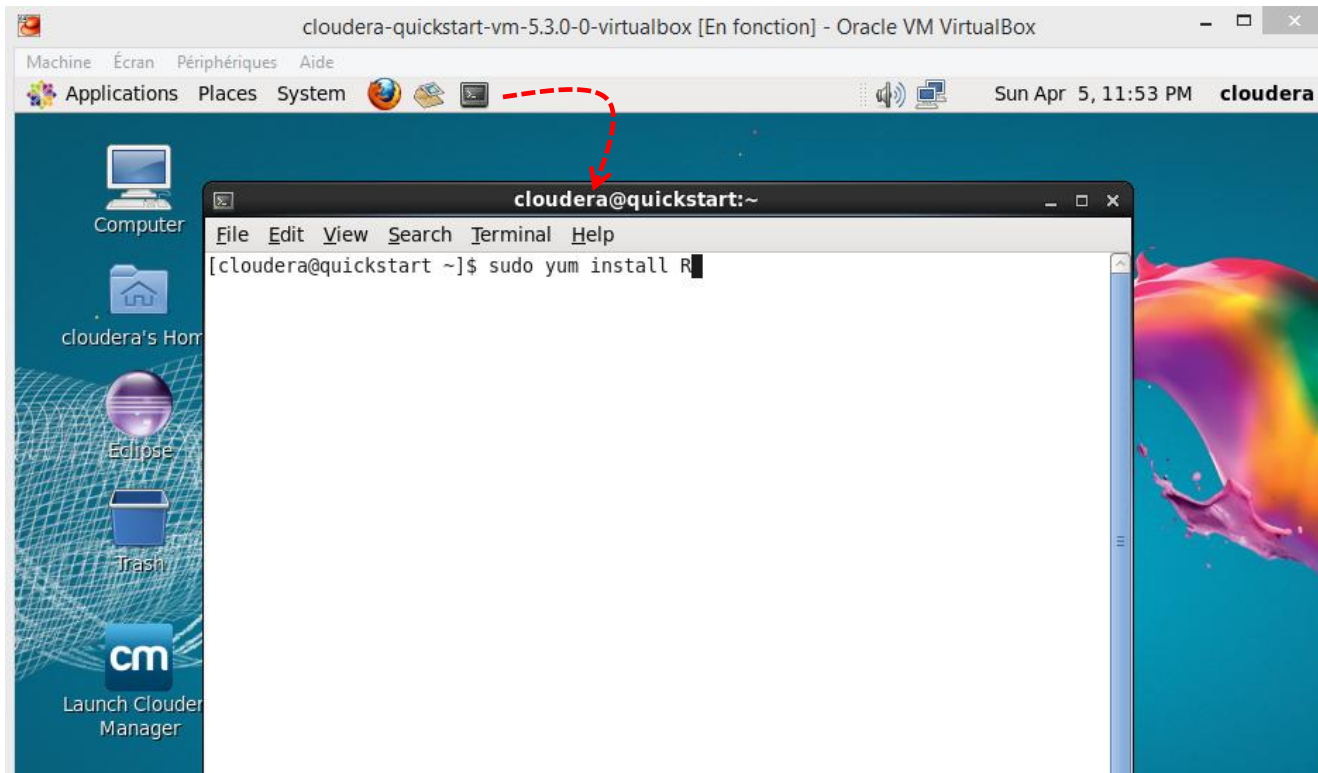 cloudera-quickstart-vm-5.3.0-0-virtualbox [En fonction] - Oracle VM VirtualBox
Machine Écran Périphériques Aide
Applications Places System Sun Apr 5, 11:53 PM cloudera
cloudera@quickstart:~
File Edit View Search Terminal Help
[cloudera@quickstart ~]$ sudo yum install R
Computer
cloudera's Hom
Eclipse
Trash
cm
Launch Clouder
Manager